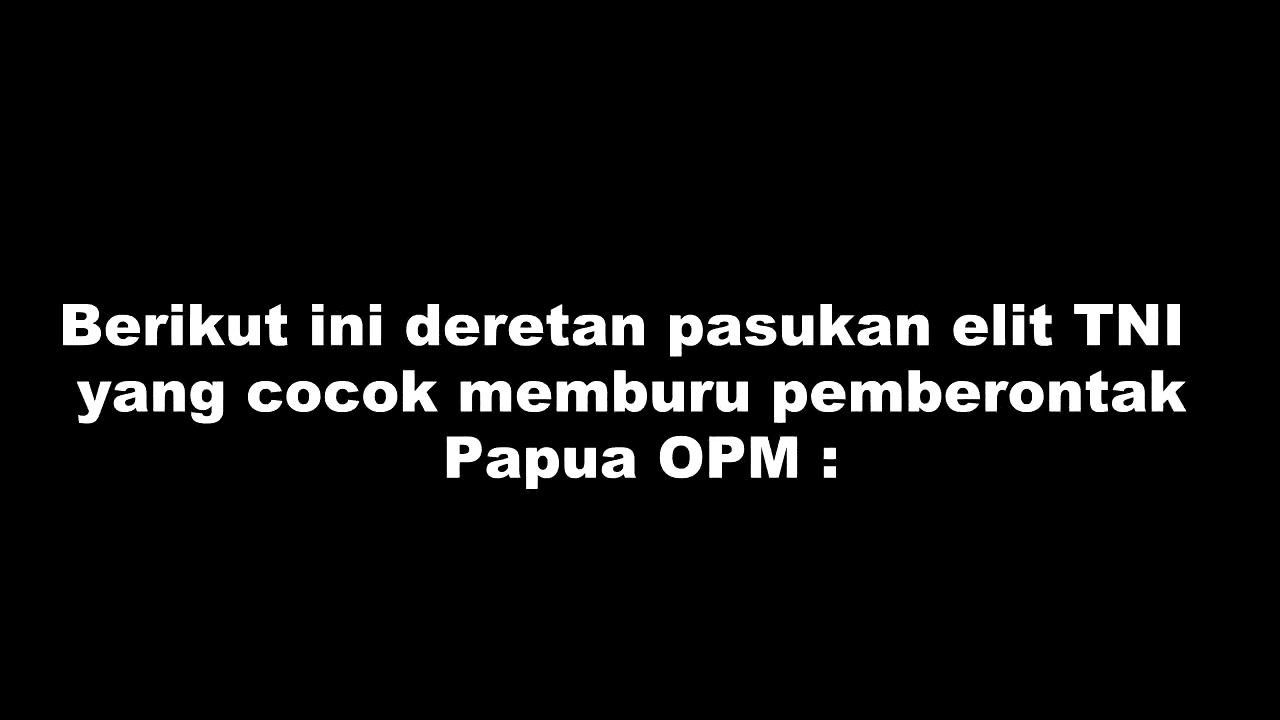 Berikut ini deretan pasukan elit TNI
yang cocok memburu pemberontak
Papua OPM :